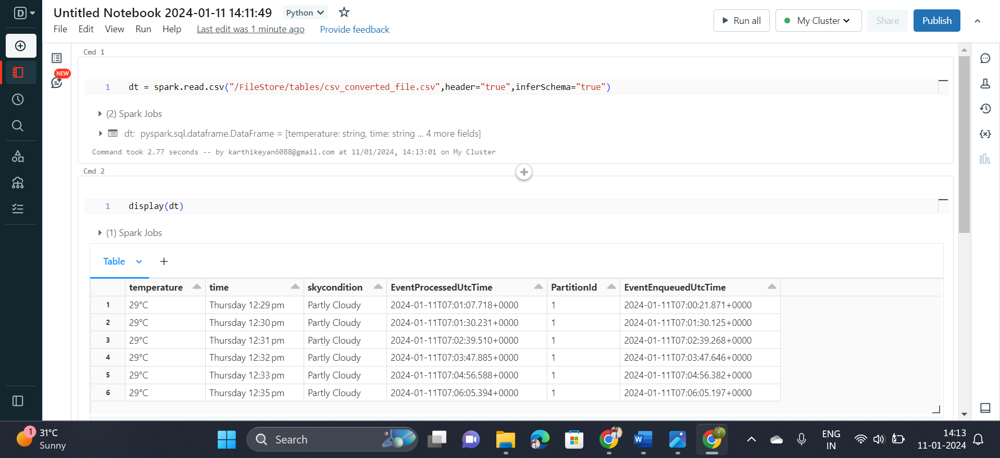 D
Untitled Notebook 2024-01-11 14:11:49 Python
File Edit View Run Help Last edit was 1 minute ago Provide feedback
Run all My Cluster Share Publish
NEW
Cmd 1
1 dt = spark.read.csv("/FileStore/tables/csv_converted_file.csv",header="true",inferSchema="true")
(2) Spark Jobs
dt: pyspark.sql.dataframe.DataFrame = [temperature: string, time: string ... 4 more fields]
Command took 2.77 seconds -- by karthikeyan6088@gmail.com at 11/01/2024, 14:13:01 on My Cluster
Cmd 2
1 display(dt)
(1) Spark Jobs
Table +
temperature time skycondition EventProcessedUtcTime PartitionId EventEnqueuedUtcTime
1 29°C Thursday 12:29 pm Partly Cloudy 2024-01-11T07:01:07.718+0000 1 2024-01-11T07:00:21.871+0000
2 29°C Thursday 12:30 pm Partly Cloudy 2024-01-11T07:01:30.231+0000 1 2024-01-11T07:01:30.125+0000
3 29°C Thursday 12:31 pm Partly Cloudy 2024-01-11T07:02:39.510+0000 1 2024-01-11T07:02:39.268+0000
4 29°C Thursday 12:32 pm Partly Cloudy 2024-01-11T07:03:47.885+0000 1 2024-01-11T07:03:47.646+0000
5 29°C Thursday 12:33 pm Partly Cloudy 2024-01-11T07:04:56.588+0000 1 2024-01-11T07:04:56.382+0000
6 29°C Thursday 12:35 pm Partly Cloudy 2024-01-11T07:06:05.394+0000 1 2024-01-11T07:06:05.197+0000
{x}
1 31°C
Sunny
Search
W
ENG
IN
14:13
11-01-2024